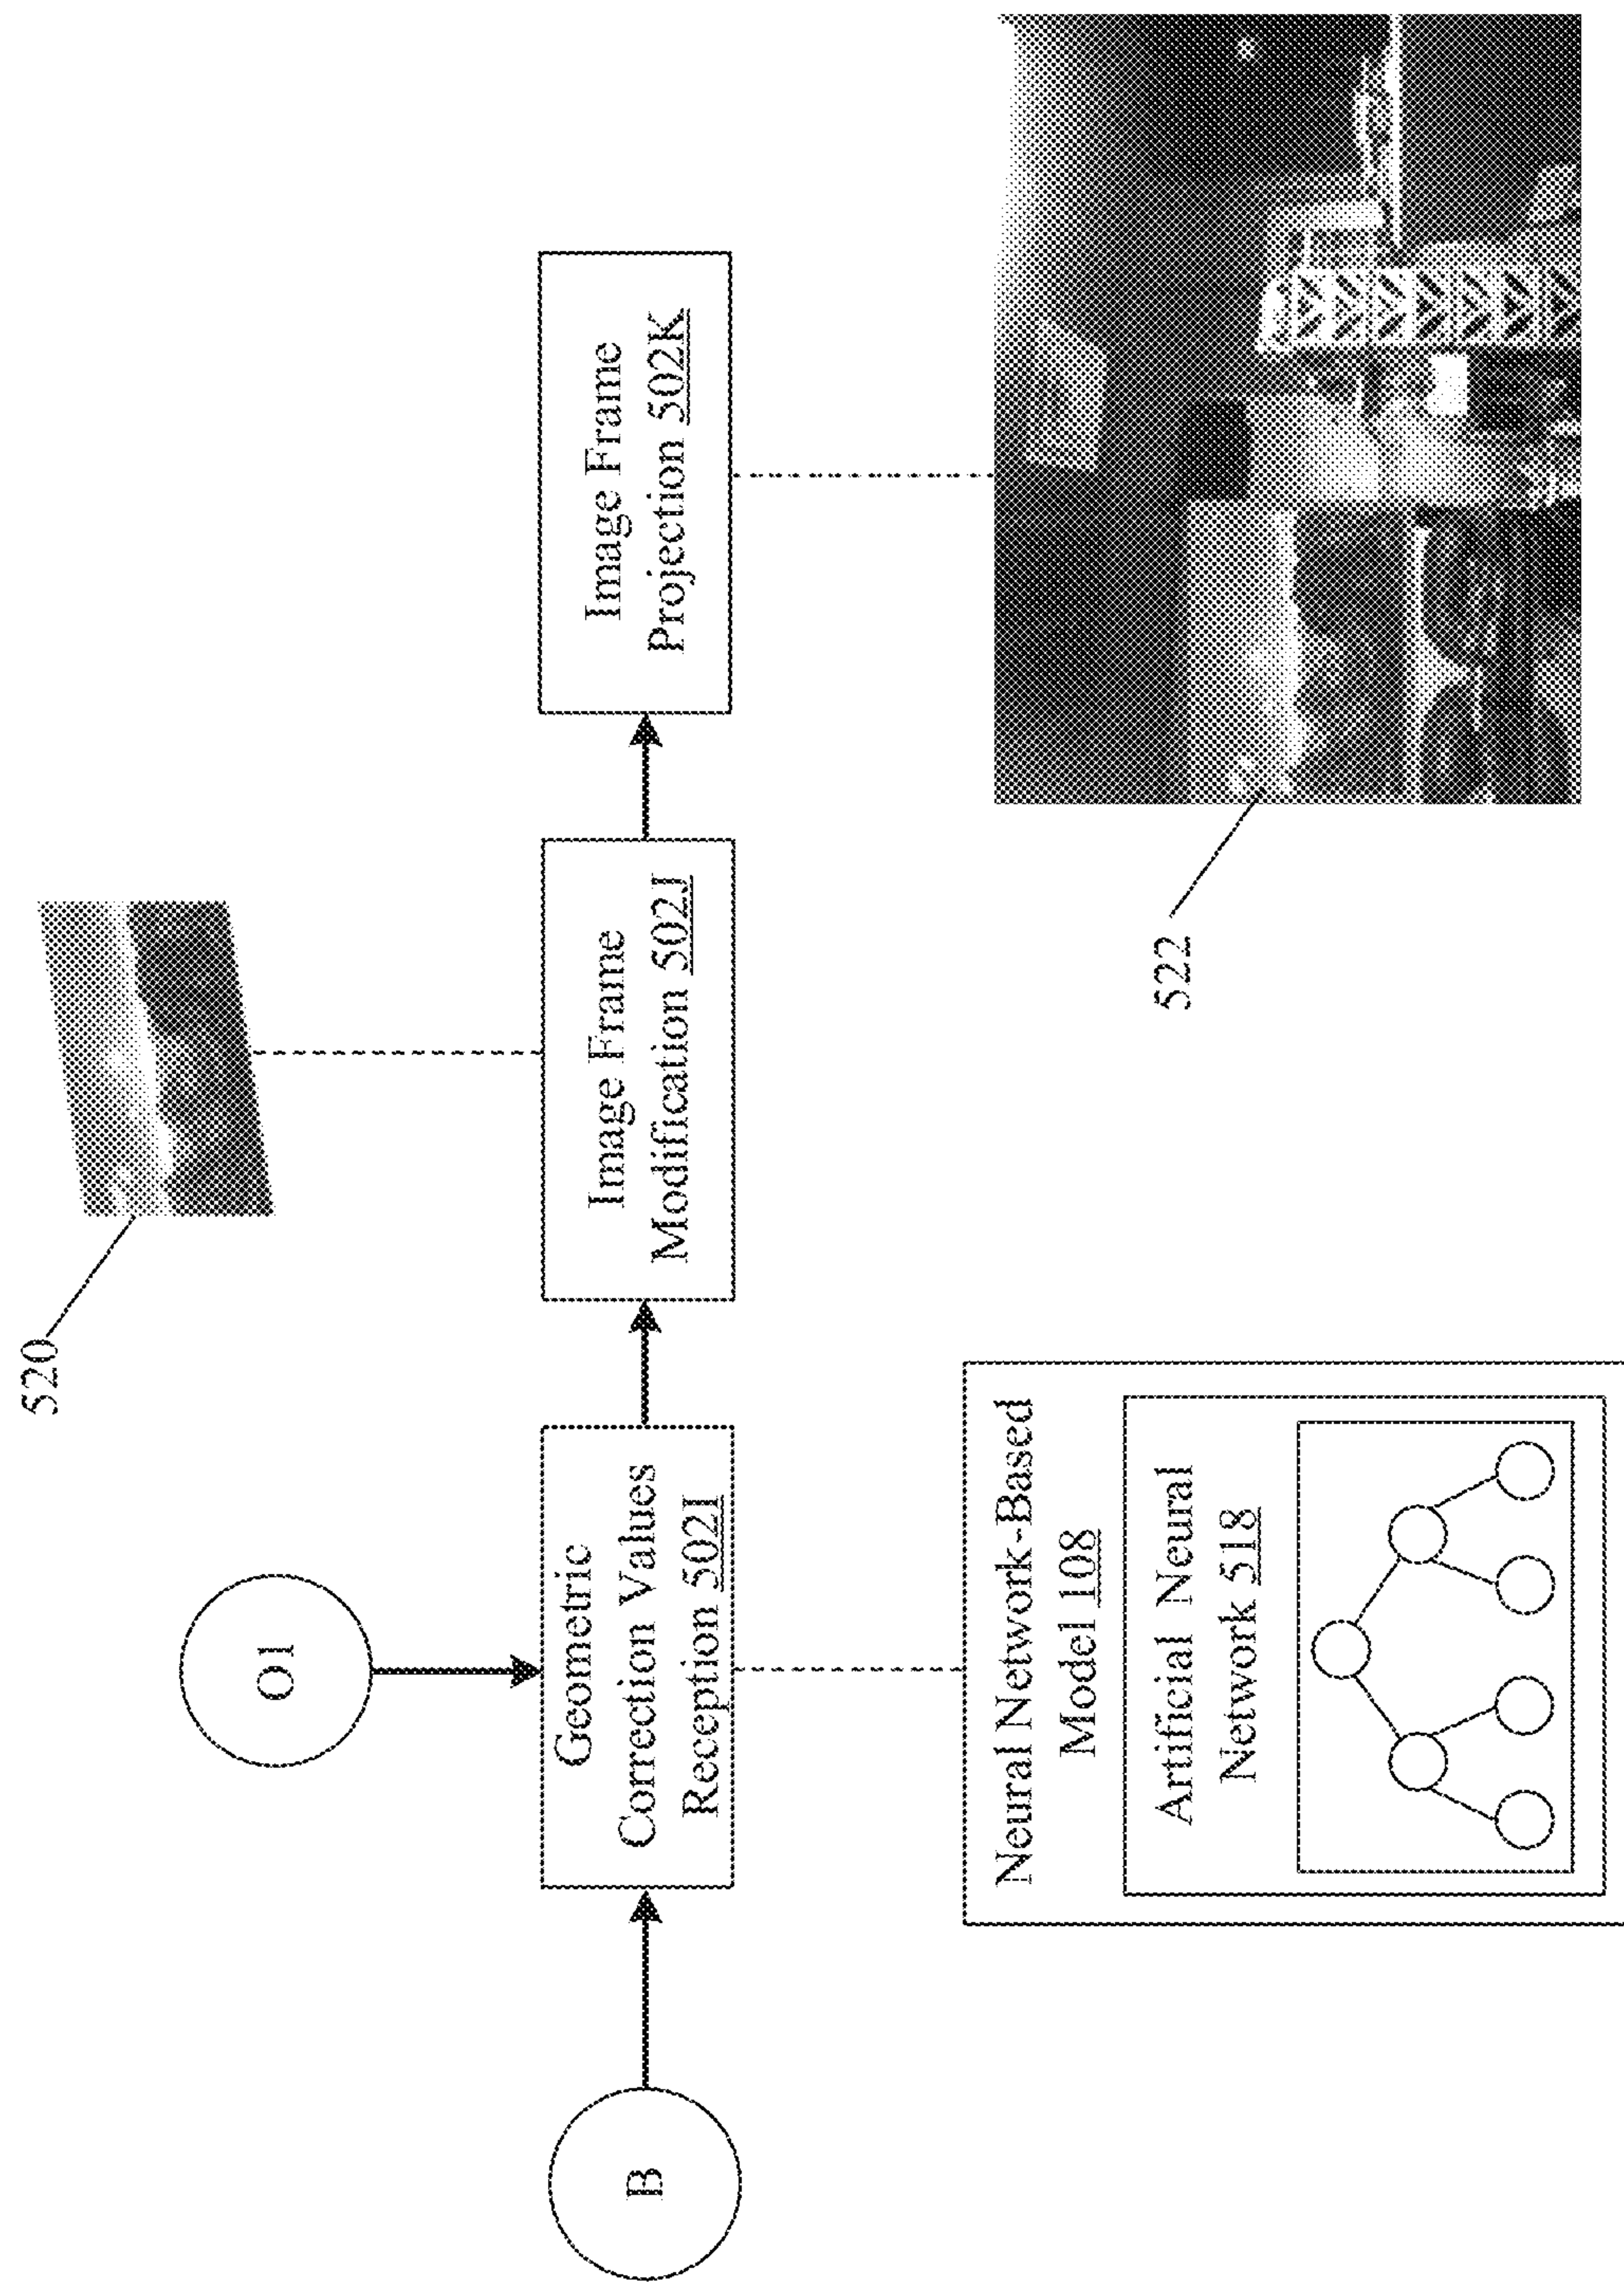 520
O1
B
Geometric
Correction Values
Reception 502I
Image Frame
Modification 502J
Image Frame
Projection 502K
Neural Network-Based
Model 108
Artificial Neural
Network 518
522